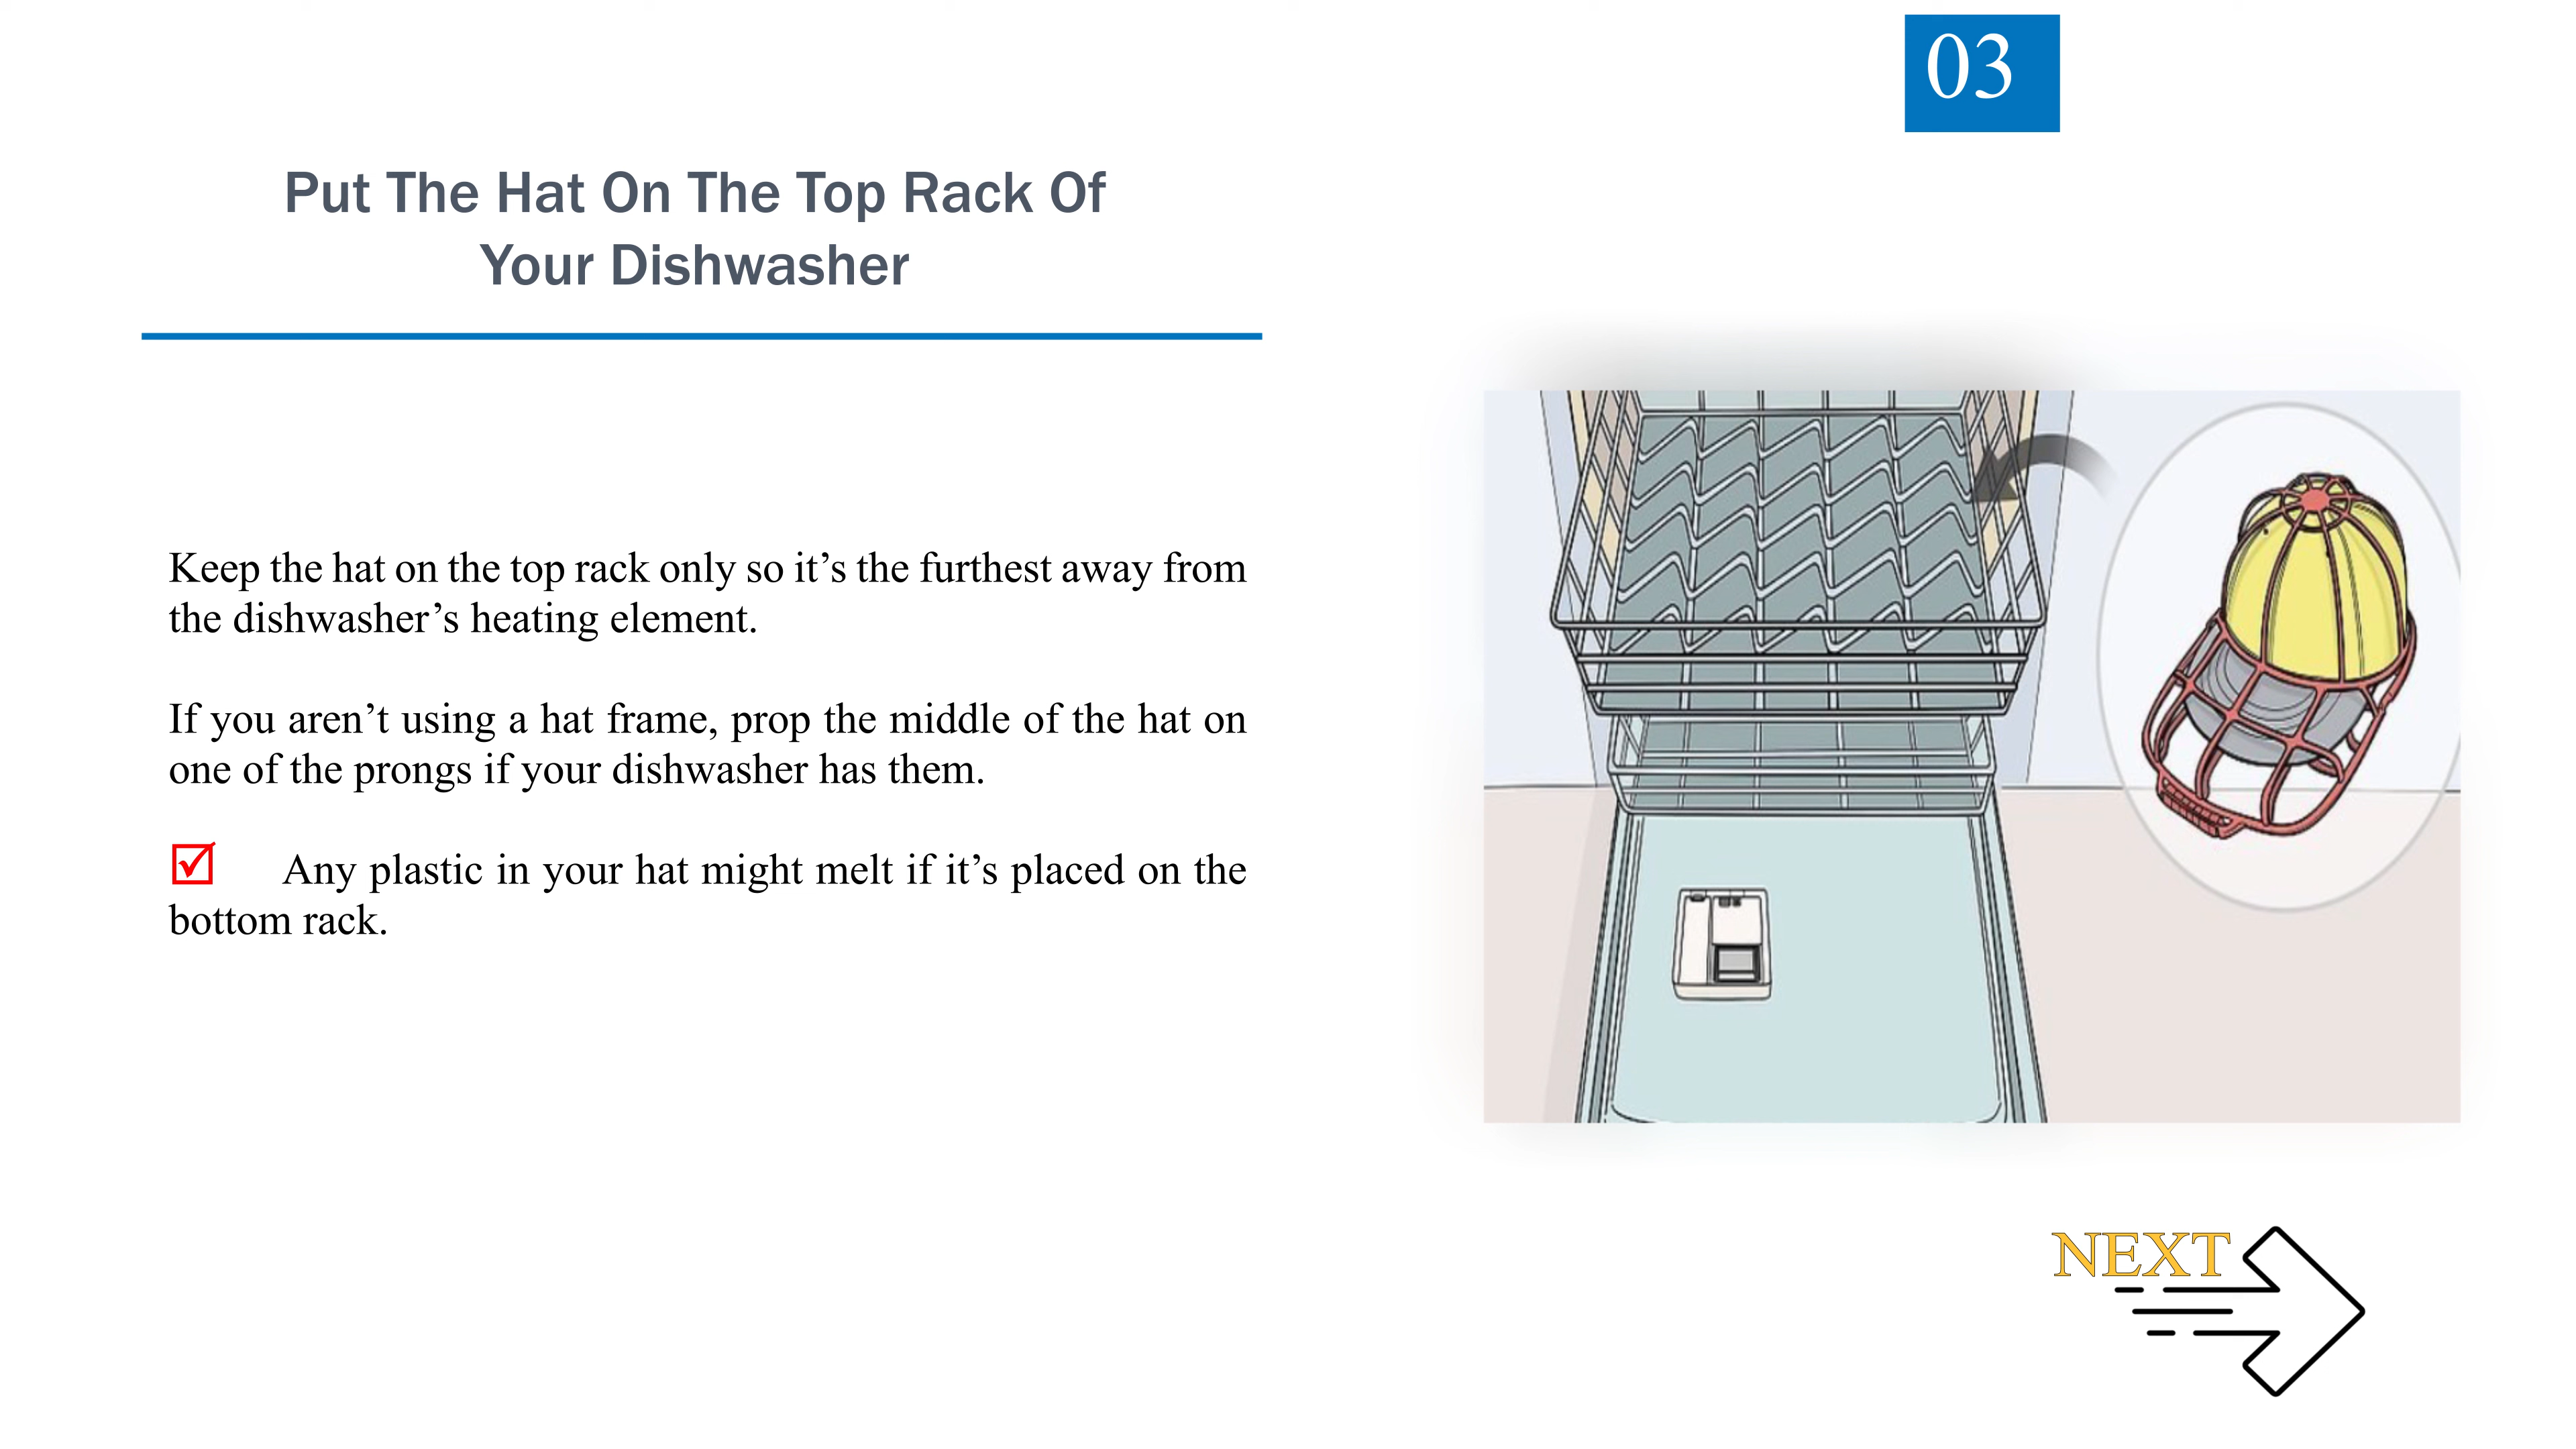 03
Put The Hat On The Top Rack Of
Your Dishwasher
Keep the hat on the top rack only so it’s the furthest away from
the dishwasher’s heating element.
If you aren’t using a hat frame, prop the middle of the hat on
one of the prongs if your dishwasher has them.
Any plastic in your hat might melt if it’s placed on the
bottom rack.
NEXT